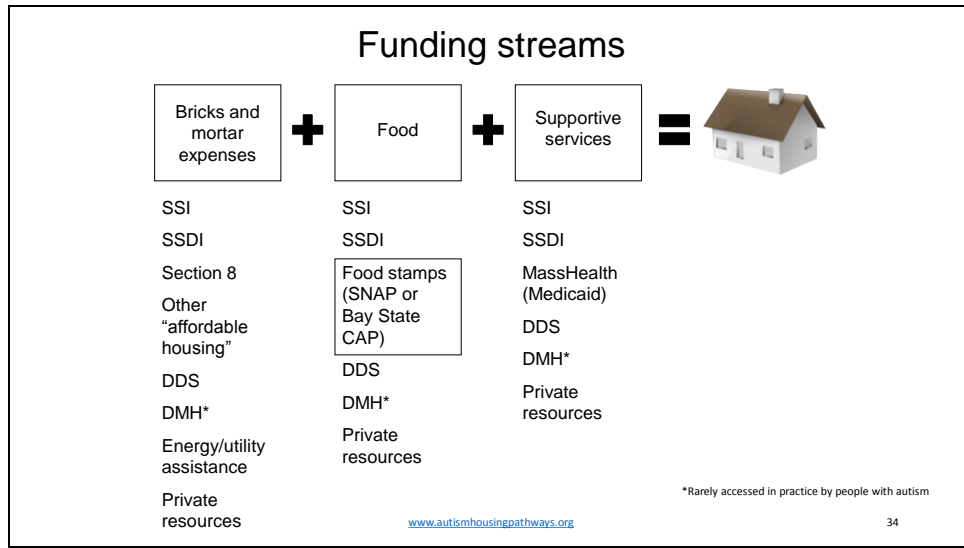 Funding streams
Bricks and
mortar
expenses
Food
Supportive
services
SSI
SSDI
Section 8
Other
“affordable
housing”
DDS
DMH*
Energy/utility
assistance
Private
resources
SSI
SSDI
Food stamps
(SNAP or
Bay State
CAP)
DDS
DMH*
Private
resources
SSI
SSDI
MassHealth
(Medicaid)
DDS
DMH*
Private
resources
*Rarely accessed in practice by people with autism
www.autismhousingpathways.org
34